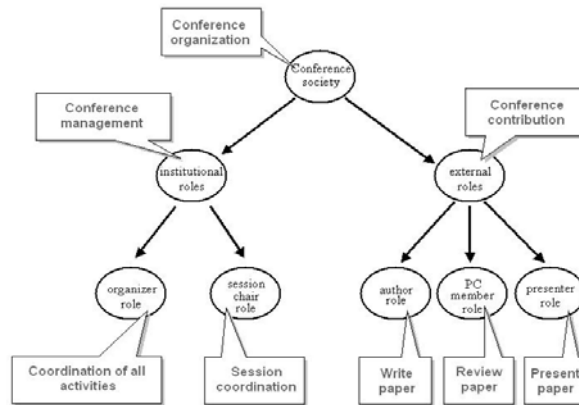 Conference
organization
Conference
society
Conference
management
Conference
contribution
institutional
roles
external
roles
organizer
role
session
chair
role
author
role
PC
member
role
presenter
role
Coordination of all
activities
Session
coordination
Write
paper
Review
paper
Present
paper